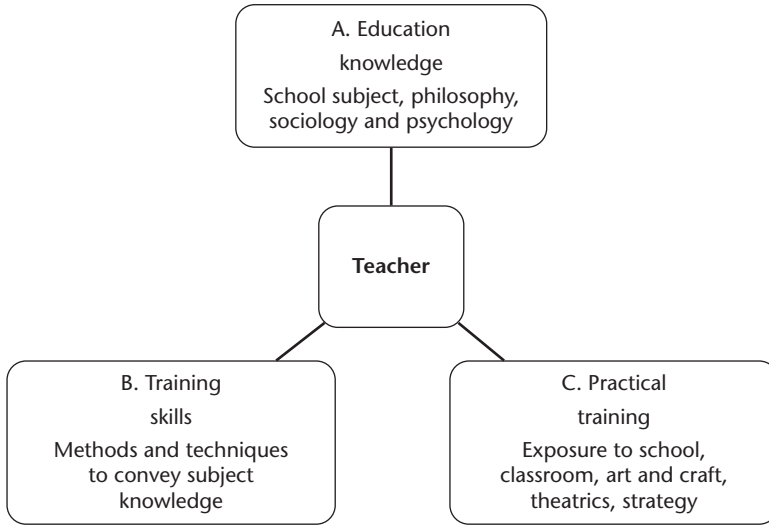 A. Education
knowledge
School subject, philosophy,
sociology and psychology
Teacher
B. Training
skills
Methods and techniques
to convey subject
knowledge
C. Practical
training
Exposure to school,
classroom, art and craft,
theatrics, strategy